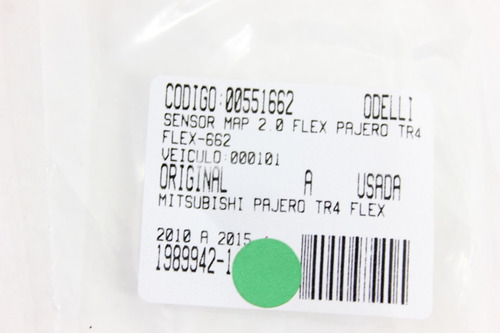 CODIGO:00551662 ODELLI
SENSOR MAP 2.0 FLEX PAJERO TR4
FLEX-662
VEICULO:000101
ORIGINAL A USADA
MITSUBISHI PAJERO TR4 FLEX
2010 A 2015
1989942-1